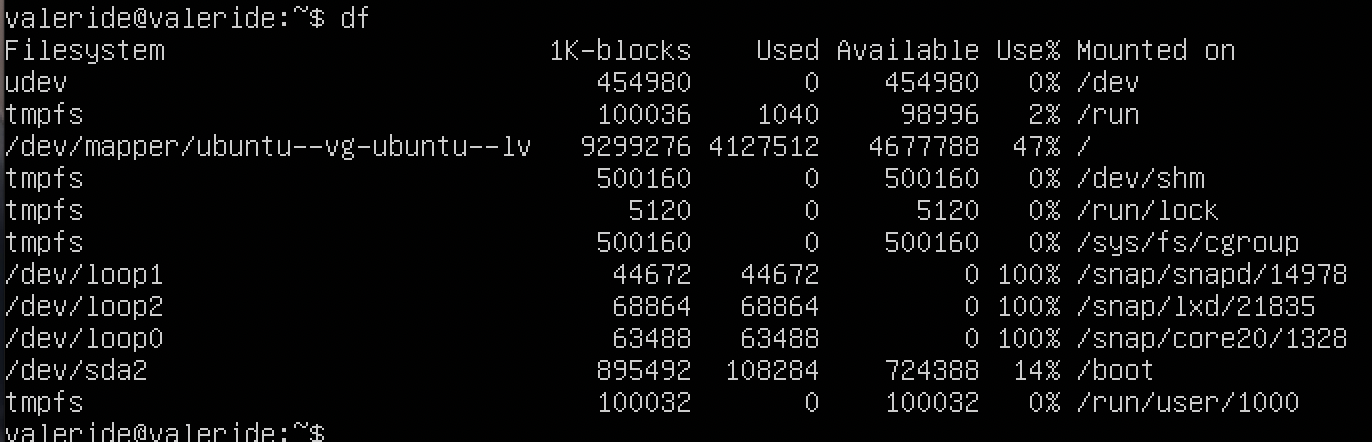 valeride@valeride:~$ df
Filesystem 1K-blocks Used Available Use% Mounted on
udev 454980 0 454980 0% /dev
tmpfs 100036 1040 98996 2% /run
/dev/mapper/ubuntu--vg-ubuntu--lv 9299276 4127512 4677788 47% /
tmpfs 500160 0 500160 0% /dev/shm
tmpfs 5120 0 5120 0% /run/lock
tmpfs 500160 0 500160 0% /sys/fs/cgroup
/dev/loop1 44672 44672 0 100% /snap/snapd/14978
/dev/loop2 68864 68864 0 100% /snap/lxd/21835
/dev/loop0 63488 63488 0 100% /snap/core20/1328
/dev/sda2 895492 108284 724388 14% /boot
tmpfs 100032 0 100032 0% /run/user/1000
valeride@valeride:~$